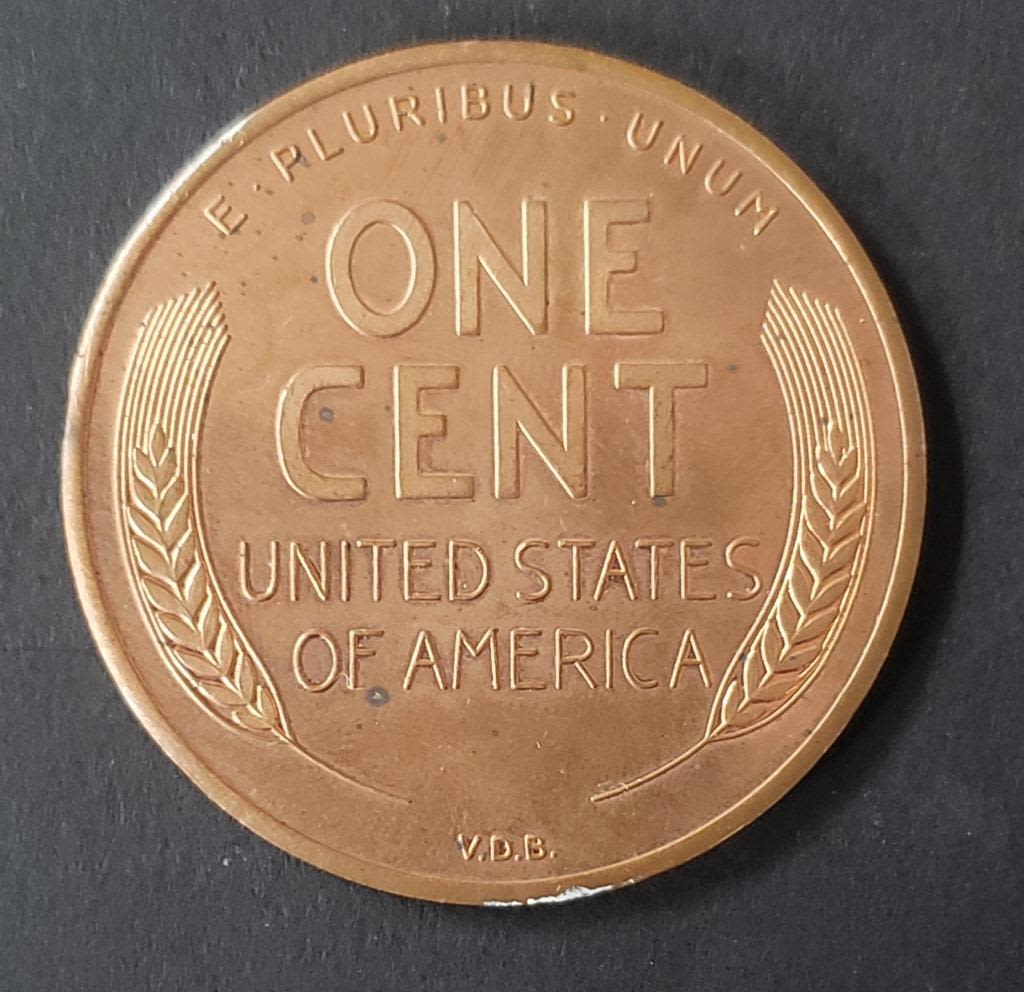 E · PLURIBUS · UNUM
ONE
CENT
UNITED STATES
OF AMERICA
V.D.B.